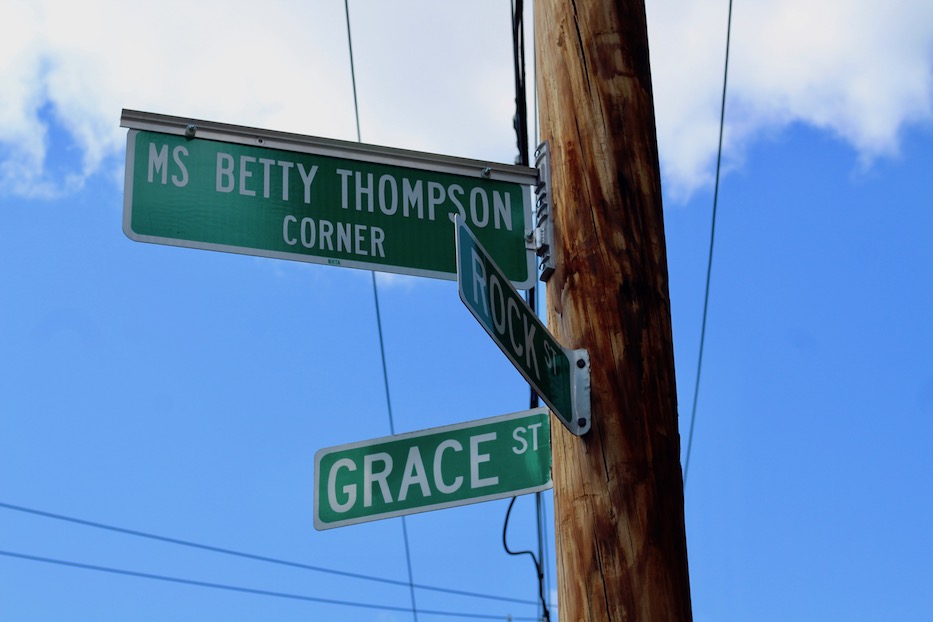 MS BETTY THOMPSON
CORNER
ROCK ST
GRACE ST